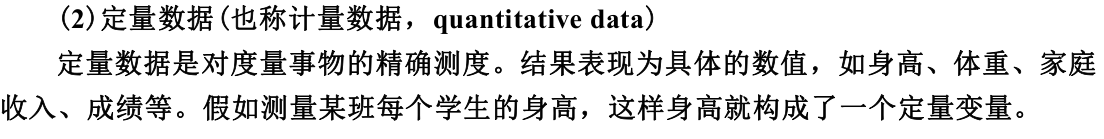 (2)定量数据(也称计量数据，quantitative data)
定量数据是对度量事物的精确测度。结果表现为具体的数值，如身高、体重、家庭
收入、成绩等。假如测量某班每个学生的身高，这样身高就构成了一个定量变量。